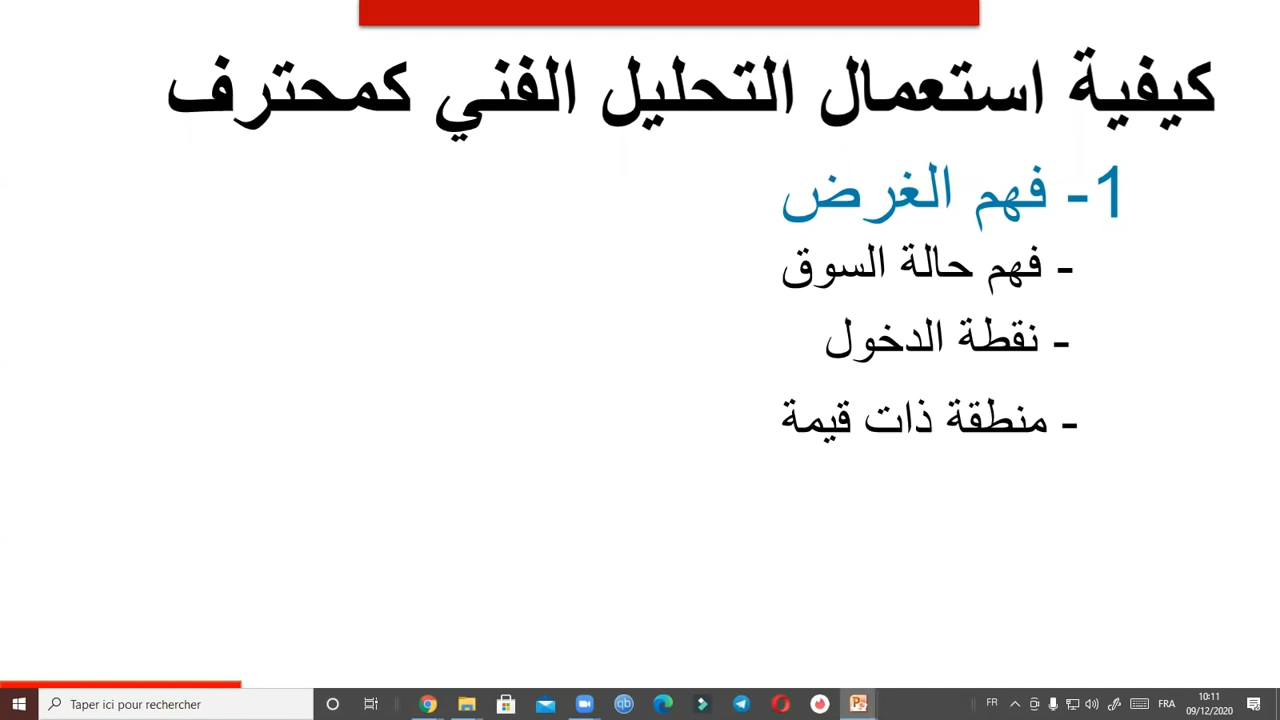 كيفية استعمال التحليل الفني كمحترف
1- فهم الغرض
- فهم حالة السوق
- نقطة الدخول
- منطقة ذات قيمة
Taper ici pour rechercher
qb
FR
FRA
10:11
09/12/2020